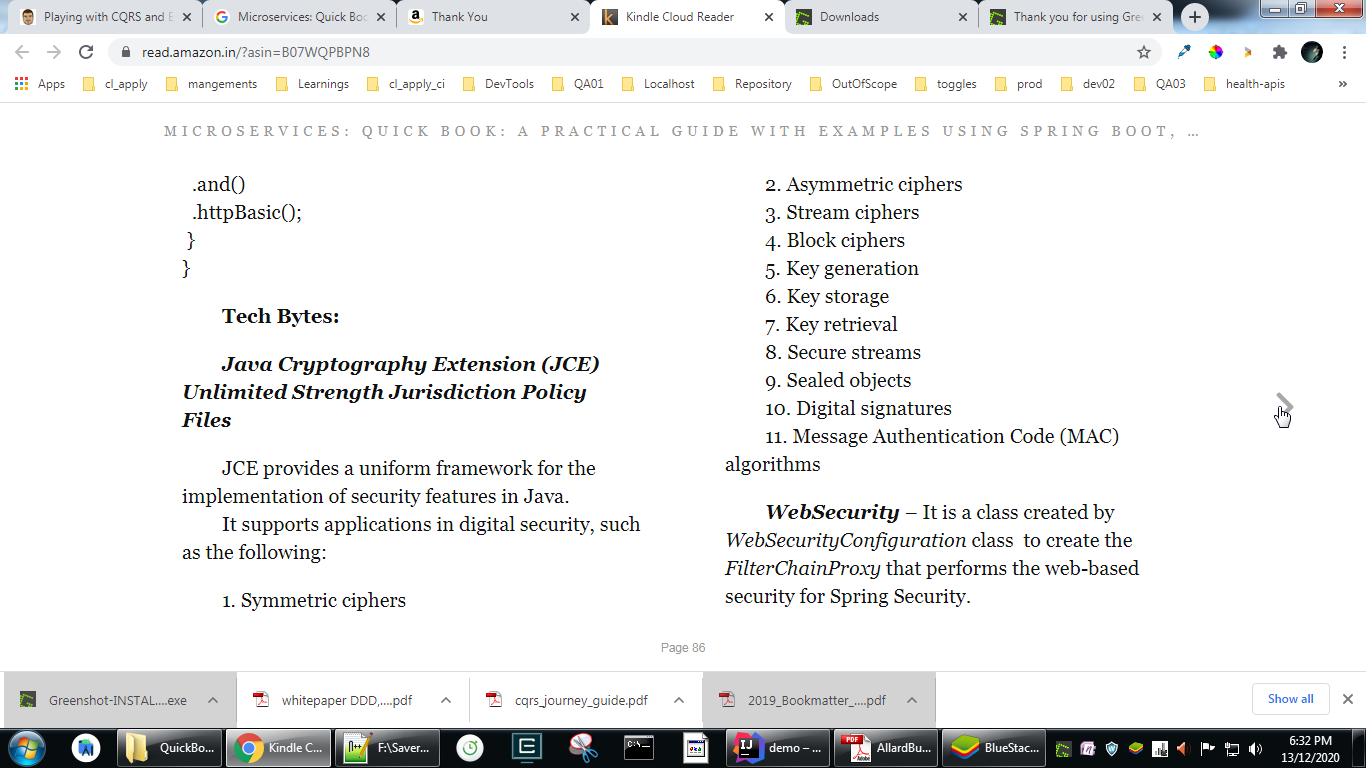 Playing with CQRS and E
Microservices: Quick Boo
Thank You
Kindle Cloud Reader
Downloads
Thank you for using Gre
read.amazon.in/?asin=B07WQPBPN8
Apps
cl_apply
mangements
Learnings
cl_apply_ci
DevTools
QA01
Localhost
Repository
OutOfScope
toggles
prod
dev02
QA03
health-apis
»
MICROSERVICES: QUICK BOOK: A PRACTICAL GUIDE WITH EXAMPLES USING SPRING BOOT, …
.and()
.httpBasic();
}
}
Tech Bytes:
Java Cryptography Extension (JCE)
Unlimited Strength Jurisdiction Policy
Files
JCE provides a uniform framework for the
implementation of security features in Java.
It supports applications in digital security, such
as the following:
1. Symmetric ciphers
2. Asymmetric ciphers
3. Stream ciphers
4. Block ciphers
5. Key generation
6. Key storage
7. Key retrieval
8. Secure streams
9. Sealed objects
10. Digital signatures
11. Message Authentication Code (MAC)
algorithms
WebSecurity – It is a class created by
WebSecurityConfiguration class to create the
FilterChainProxy that performs the web-based
security for Spring Security.
Page 86
Greenshot-INSTAL....exe
whitepaper DDD,....pdf
cqrs_journey_guide.pdf
2019_Bookmatter_....pdf
Show all
QuickBo...
Kindle C...
F:\Saver...
demo – ...
AllardBu...
BlueStac...
6:32 PM
13/12/2020